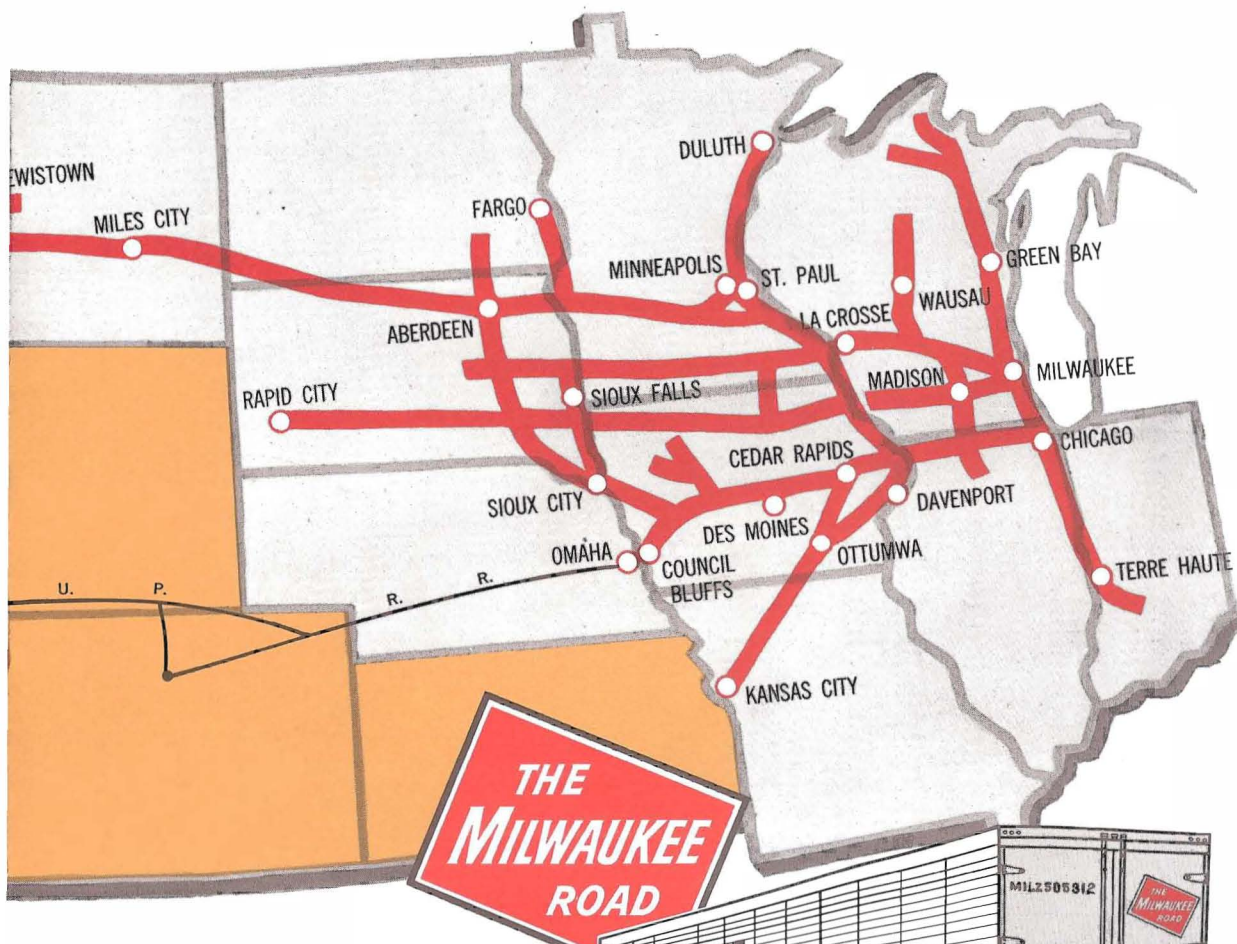 DULUTH
EWISTOWN
MILES CITY
FARGO
MINNEAPOLIS
ST. PAUL
GREEN BAY
WAUSAU
LA CROSSE
ABERDEEN
MADISON
MILWAUKEE
RAPID CITY
SIOUX FALLS
CHICAGO
CEDAR RAPIDS
SIOUX CITY
DAVENPORT
DES MOINES
OTTUMWA
OMAHA
COUNCIL
BLUFFS
TERRE HAUTE
U. P. R. R.
KANSAS CITY
THE
MILWAUKEE
ROAD
MILZ505312
THE
MILWAUKEE
ROAD